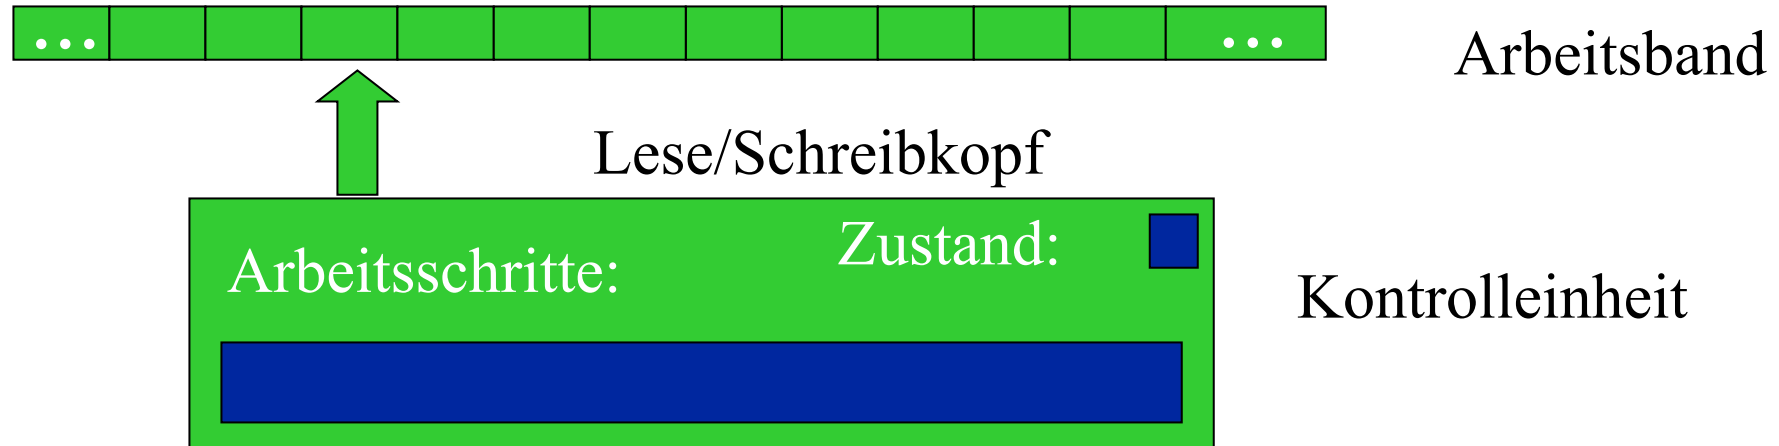 ... ...
Arbeitsband
Lese/Schreibkopf
Zustand:
Arbeitsschritte:
Kontrolleinheit